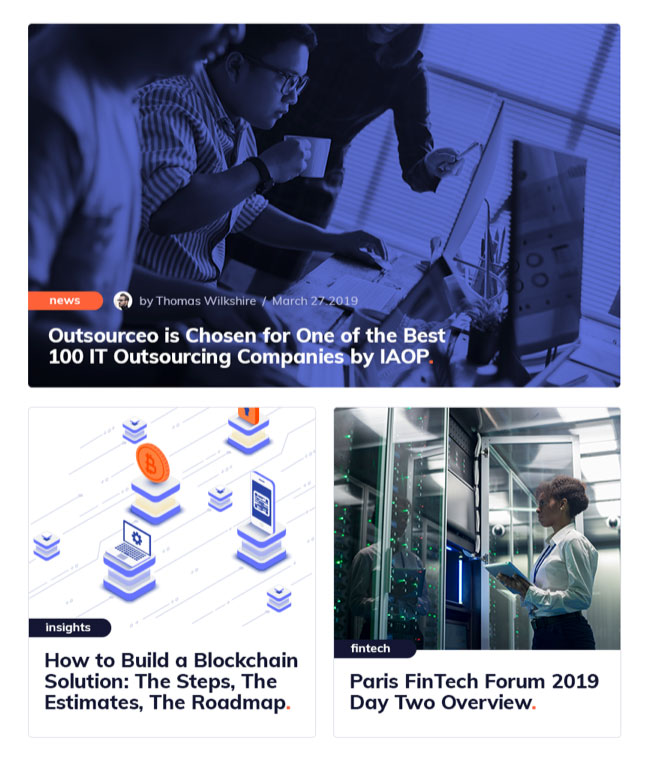 news
by Thomas Wilkshire / March 27.2019
Outsourceo is Chosen for One of the Best
100 IT Outsourcing Companies by IAOP.
insights
How to Build a Blockchain
Solution: The Steps, The
Estimates, The Roadmap.
fintech
Paris FinTech Forum 2019
Day Two Overview.